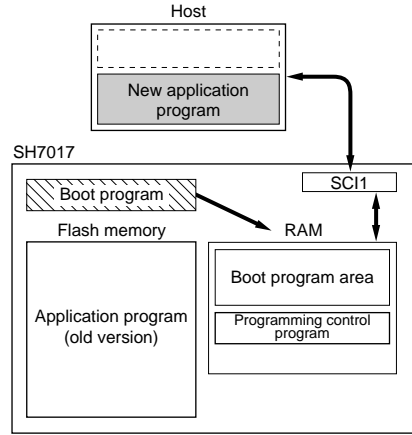 Host
New application
program
SH7017
SCI1
Boot program
Flash memory
RAM
Boot program area
Application program
(old version)
Programming control
program